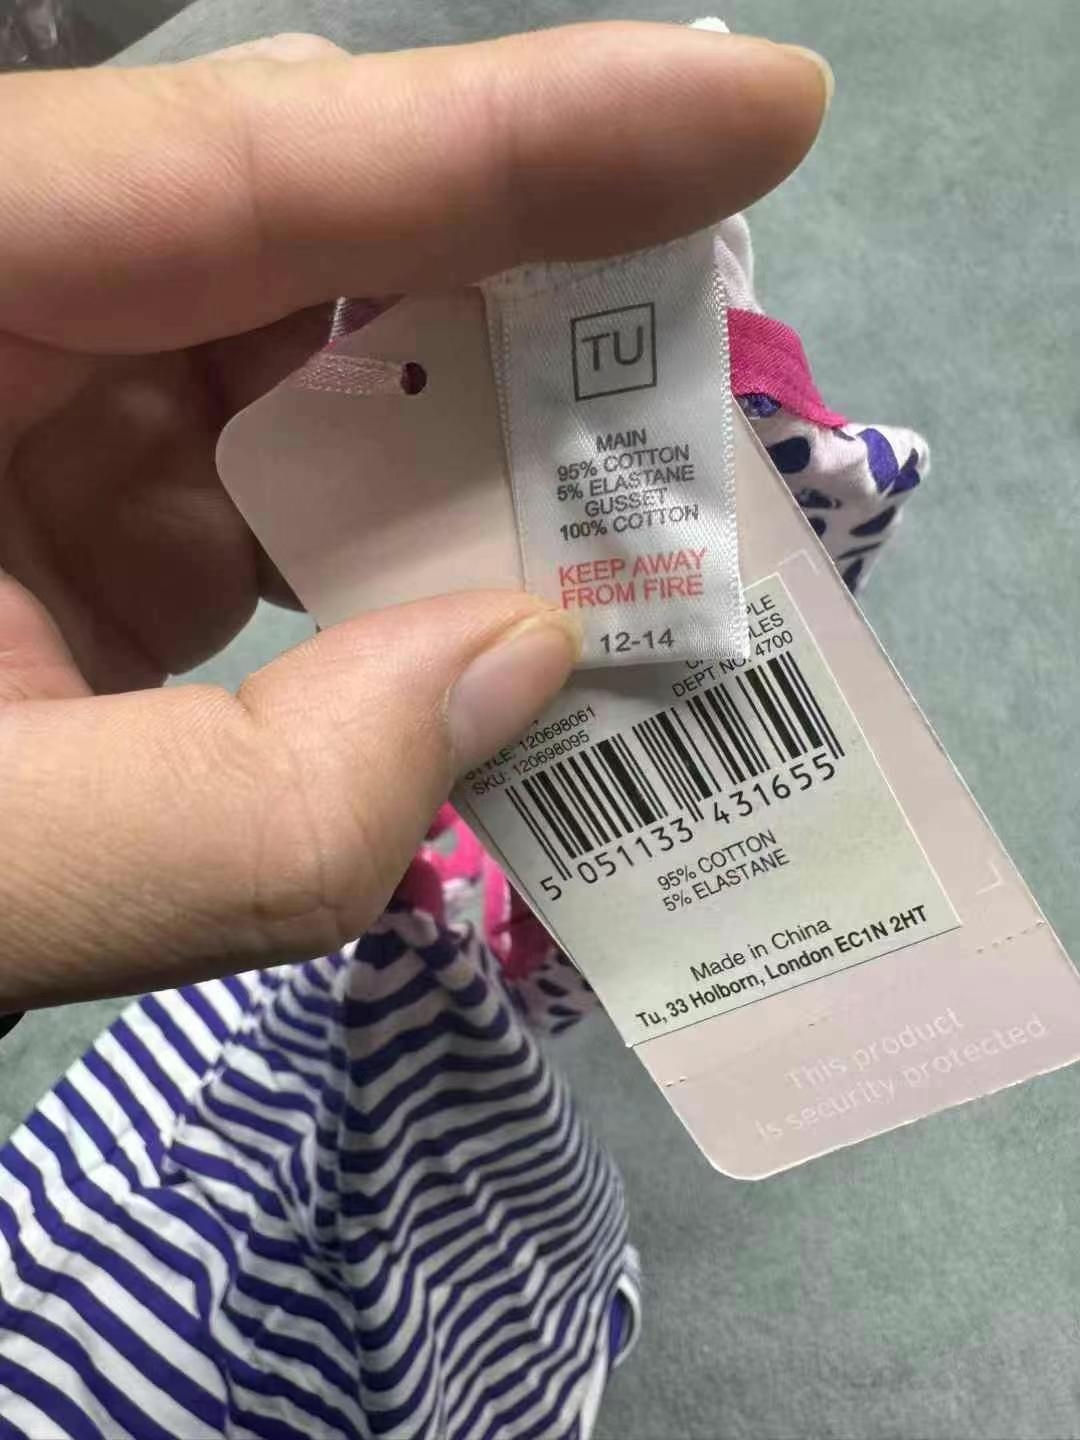 TU
MAIN
95% COTTON
5% ELASTANE
GUSSET
100% COTTON
KEEP AWAY
FROM FIRE
12-14
DEPT NO. 4700
STYLE: 120698061
SKU: 120698095
5 051133 431655
95% COTTON
5% ELASTANE
Made in China
Tu, 33 Holborn, London EC1N 2HT
This product
is security protected